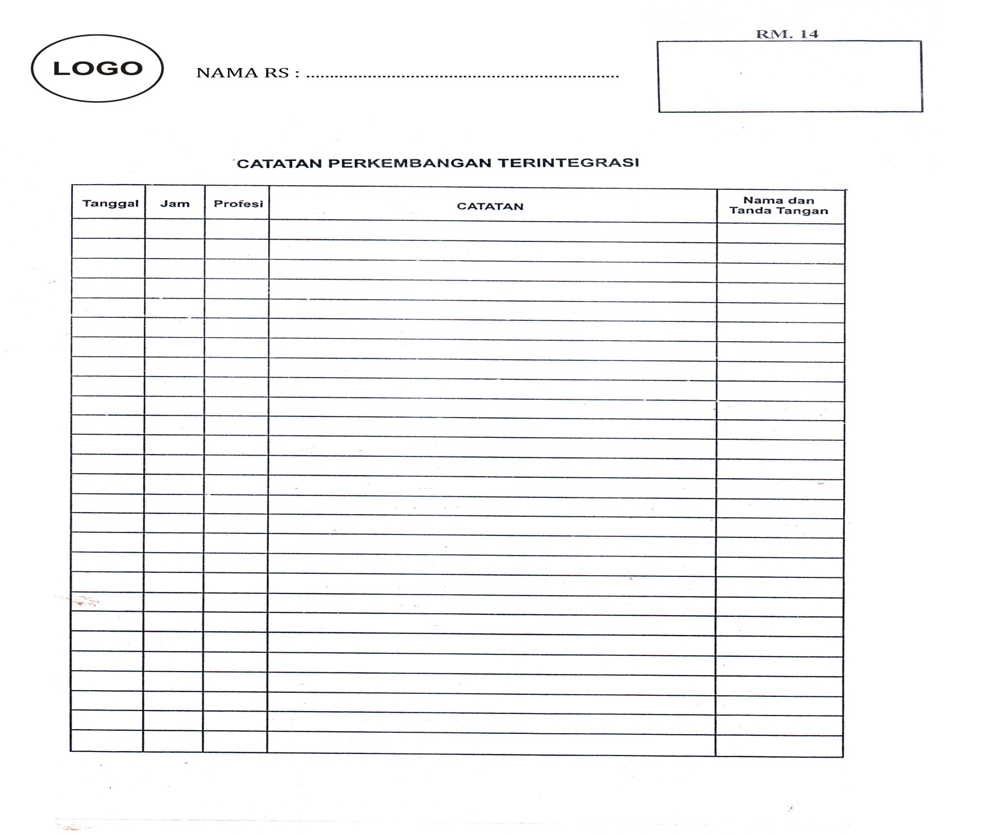 RM. 14
LOGO
NAMA RS : ................................................................
CATATAN PERKEMBANGAN TERINTEGRASI
Tanggal Jam Profesi CATATAN Nama dan
Tanda Tangan